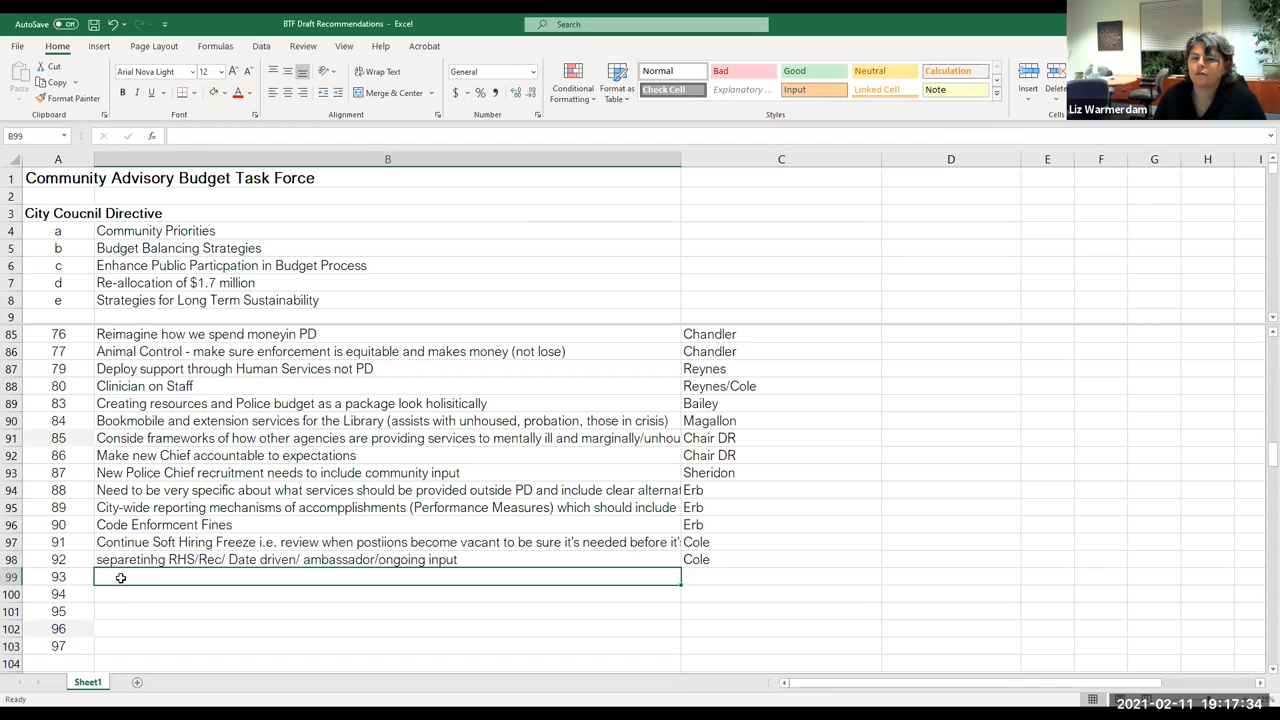 AutoSave Off BTF Draft Recommendations - Excel Search
File Home Insert Page Layout Formulas Data Review View Help Acrobat
Cut Arial Nova Light 12 Wrap Text General Normal Bad Good Neutral Calculation
Copy
Paste Format Painter B I U Merge & Center $ % Conditional Formatting Format as Table Check Cell Explanatory ... Input Linked Cell Note Insert Delete
Clipboard Font Alignment Number Styles Cells
Liz Warmerdam
B99 fx
A B C D E F G H I
1 Community Advisory Budget Task Force
2
3 City Coucnil Directive
4 a Community Priorities
5 b Budget Balancing Strategies
6 c Enhance Public Particpation in Budget Process
7 d Re-allocation of $1.7 million
8 e Strategies for Long Term Sustainability
9
85 76 Reimagine how we spend moneyin PD Chandler
86 77 Animal Control - make sure enforcement is equitable and makes money (not lose) Chandler
87 79 Deploy support through Human Services not PD Reynes
88 80 Clinician on Staff Reynes/Cole
89 83 Creating resources and Police budget as a package look holisitically Bailey
90 84 Bookmobile and extension services for the Library (assists with unhoused, probation, those in crisis) Magallon
91 85 Conside frameworks of how other agencies are providing services to mentally ill and marginally/unhou Chair DR
92 86 Make new Chief accountable to expectations Chair DR
93 87 New Police Chief recruitment needs to include community input Sheridon
94 88 Need to be very specific about what services should be provided outside PD and include clear alternat Erb
95 89 City-wide reporting mechanisms of accompplishments (Performance Measures) which should include Erb
96 90 Code Enformcent Fines Erb
97 91 Continue Soft Hiring Freeze i.e. review when postiions become vacant to be sure it's needed before it's Cole
98 92 separetinhg RHS/Rec/ Date driven/ ambassador/ongoing input Cole
99 93
100 94
101 95
102 96
103 97
104
Sheet1
Ready
2021-02-11 19:17:34